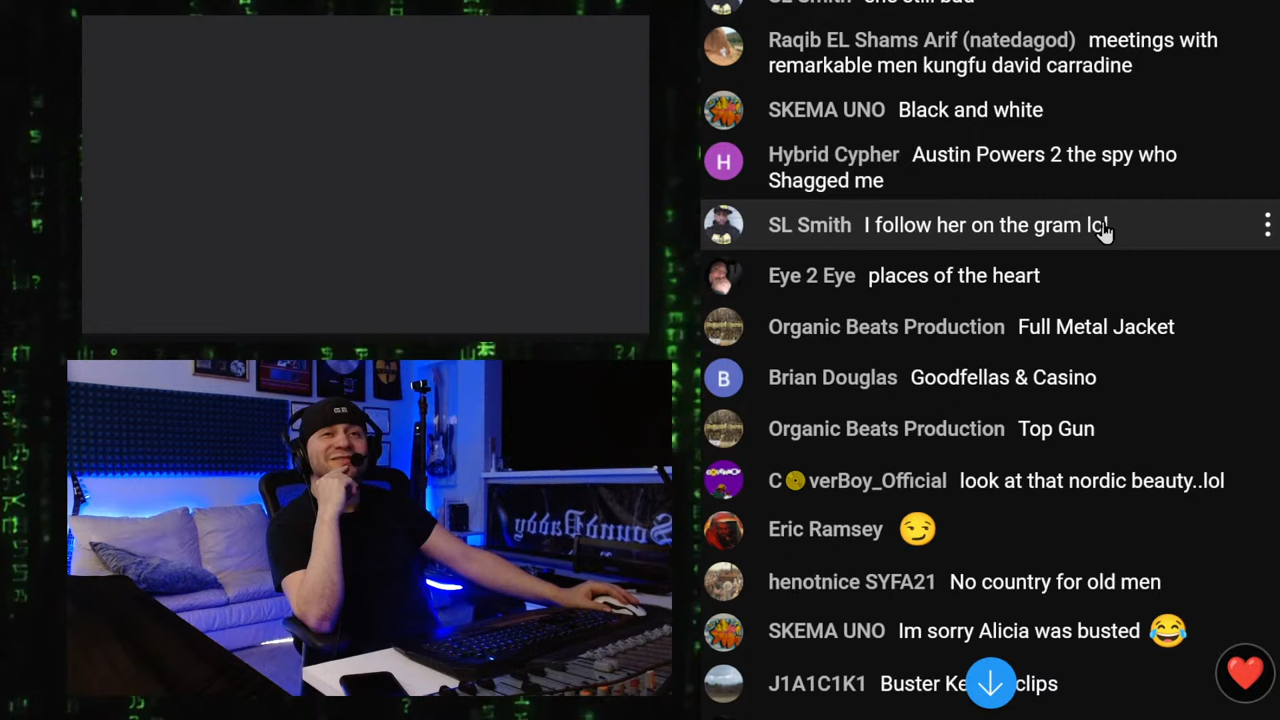 Raqib EL Shams Arif (natedagod) meetings with
remarkable men kungfu david carradine
SKEMA UNO Black and white
H Hybrid Cypher Austin Powers 2 the spy who
Shagged me
SL Smith I follow her on the gram lol
Eye 2 Eye places of the heart
Organic Beats Production Full Metal Jacket
B Brian Douglas Goodfellas & Casino
Organic Beats Production Top Gun
C verBoy_Official look at that nordic beauty..lol
Eric Ramsey 😏
henotnice SYFA21 No country for old men
SKEMA UNO Im sorry Alicia was busted 😂
J1A1C1K1 Buster clips
SoundDaddy